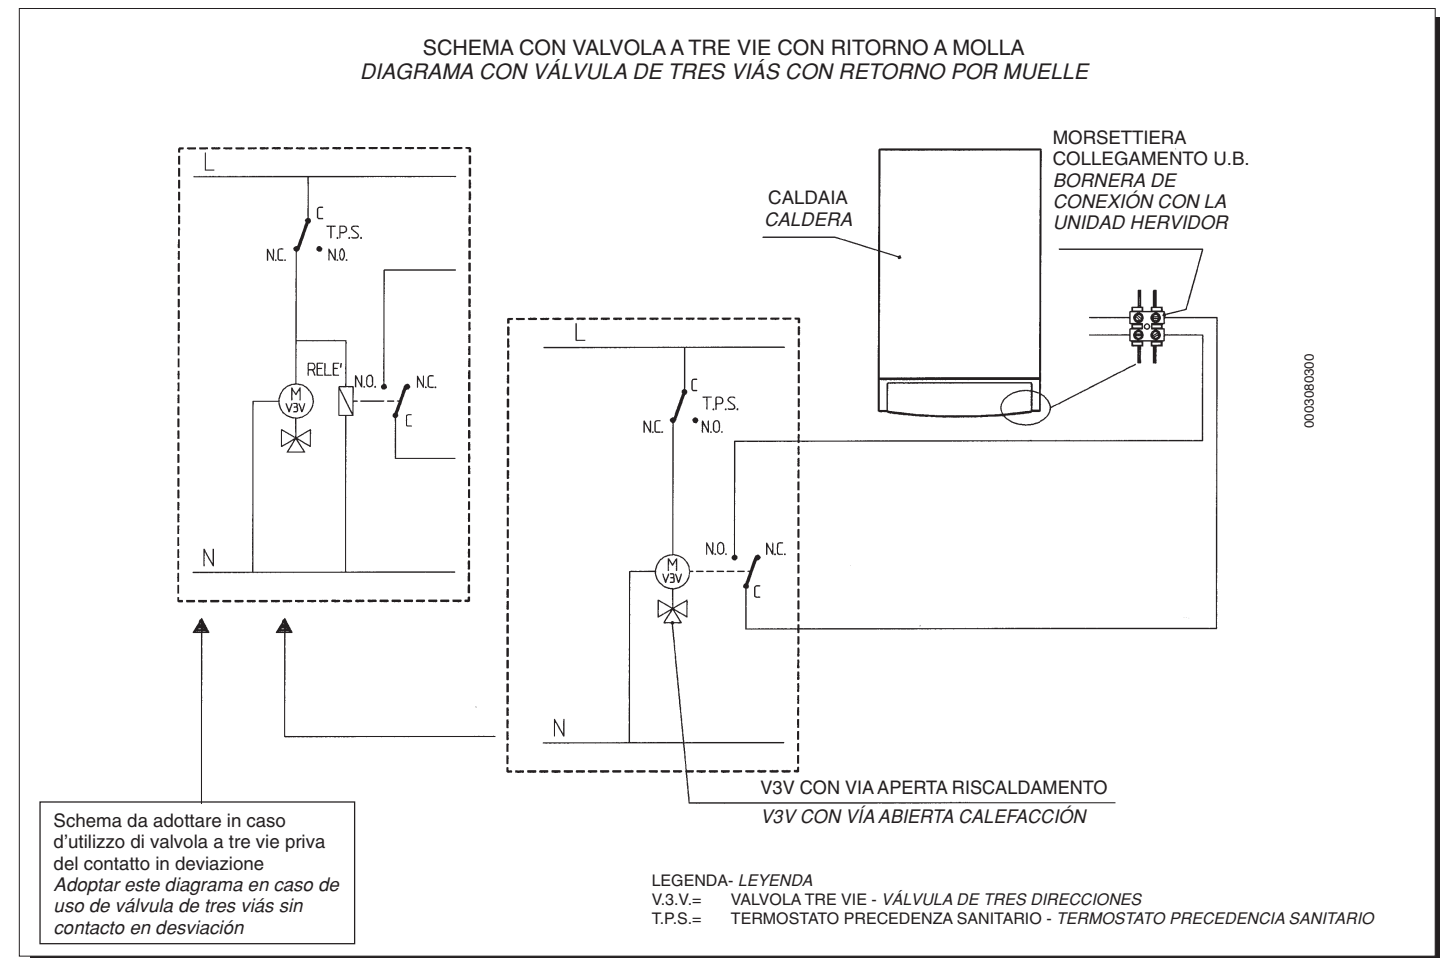 SCHEMA CON VALVOLA A TRE VIE CON RITORNO A MOLLA
DIAGRAMA CON VÁLVULA DE TRES VIÁS CON RETORNO POR MUELLE
MORSETTIERA
COLLEGAMENTO U.B.
BORNERA DE
CONEXIÓN CON LA
UNIDAD HERVIDOR
CALDAIA
CALDERA
L
C
T.P.S.
N.C.
N.O.
RELE'
N.O.
N.C.
M
V3V
C
N
L
C
T.P.S.
N.C.
N.O.
N.O.
N.C.
M
V3V
C
N
0003080300
V3V CON VIA APERTA RISCALDAMENTO
V3V CON VÍA ABIERTA CALEFACCIÓN
Schema da adottare in caso
d'utilizzo di valvola a tre vie priva
del contatto in deviazione
Adoptar este diagrama en caso de
uso de válvula de tres viás sin
contacto en desviación
LEGENDA- LEYENDA
V.3.V.= VALVOLA TRE VIE - VÁLVULA DE TRES DIRECCIONES
T.P.S.= TERMOSTATO PRECEDENZA SANITARIO - TERMOSTATO PRECEDENCIA SANITARIO